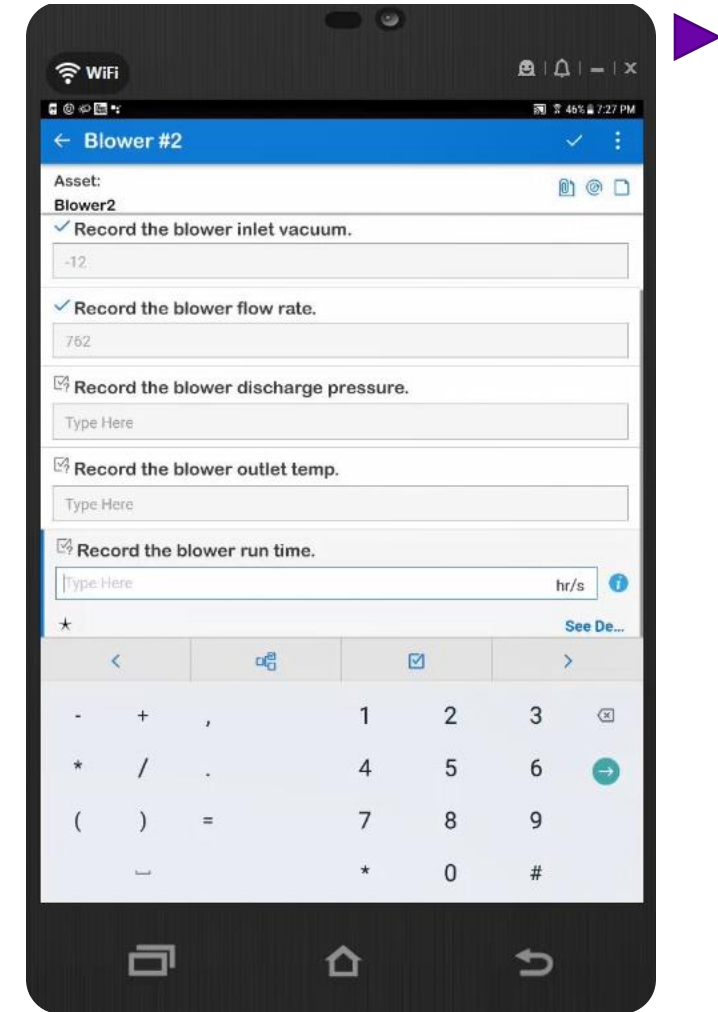 WiFi
46% 7:27 PM
Blower #2
Asset:
Blower2
Record the blower inlet vacuum.
-12
Record the blower flow rate.
762
Record the blower discharge pressure.
Type Here
Record the blower outlet temp.
Type Here
Record the blower run time.
Type Here hr/s
* See De...
- + , 1 2 3
* / . 4 5 6
( ) = 7 8 9
* 0 #